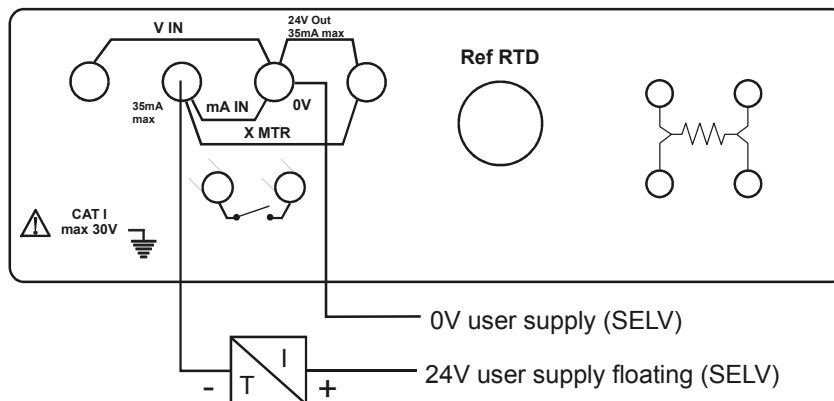 V IN
24V Out
35mA max
Ref RTD
35mA
max
mA IN
0V
X MTR
CAT I
max 30V
0V user supply (SELV)
I
T
- +
24V user supply floating (SELV)